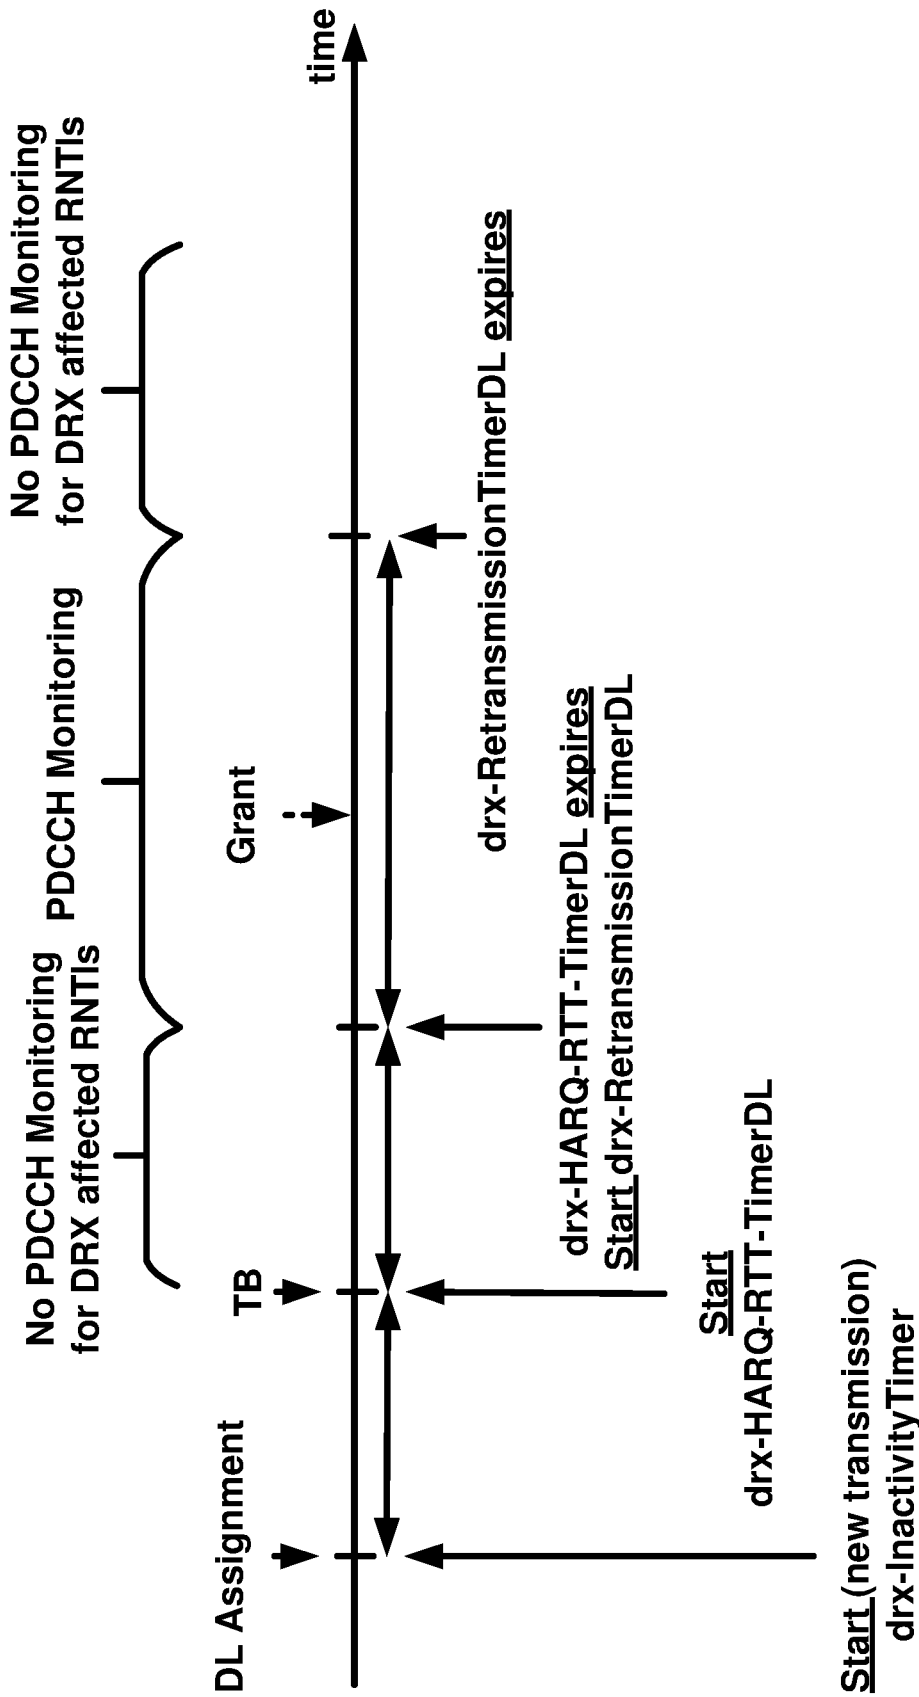 No PDCCH Monitoring
for DRX affected RNTIs
PDCCH Monitoring
No PDCCH Monitoring
for DRX affected RNTIs
DL Assignment
TB
Grant
time
drx-RetransmissionTimerDL expires
drx-HARQ-RTT-TimerDL expires
Start drx-RetransmissionTimerDL
Start
drx-HARQ-RTT-TimerDL
Start (new transmission)
drx-InactivityTimer